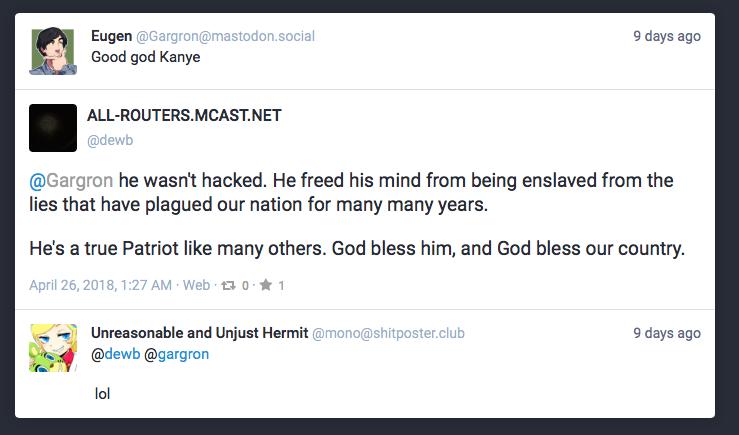 Eugen @Gargron@mastodon.social 9 days ago
Good god Kanye
ALL-ROUTERS.MCAST.NET
@dewb
@Gargron he wasn't hacked. He freed his mind from being enslaved from the
lies that have plagued our nation for many many years.
He's a true Patriot like many others. God bless him, and God bless our country.
April 26, 2018, 1:27 AM · Web · 0 · 1
Unreasonable and Unjust Hermit @mono@shitposter.club 9 days ago
@dewb @gargron
lol